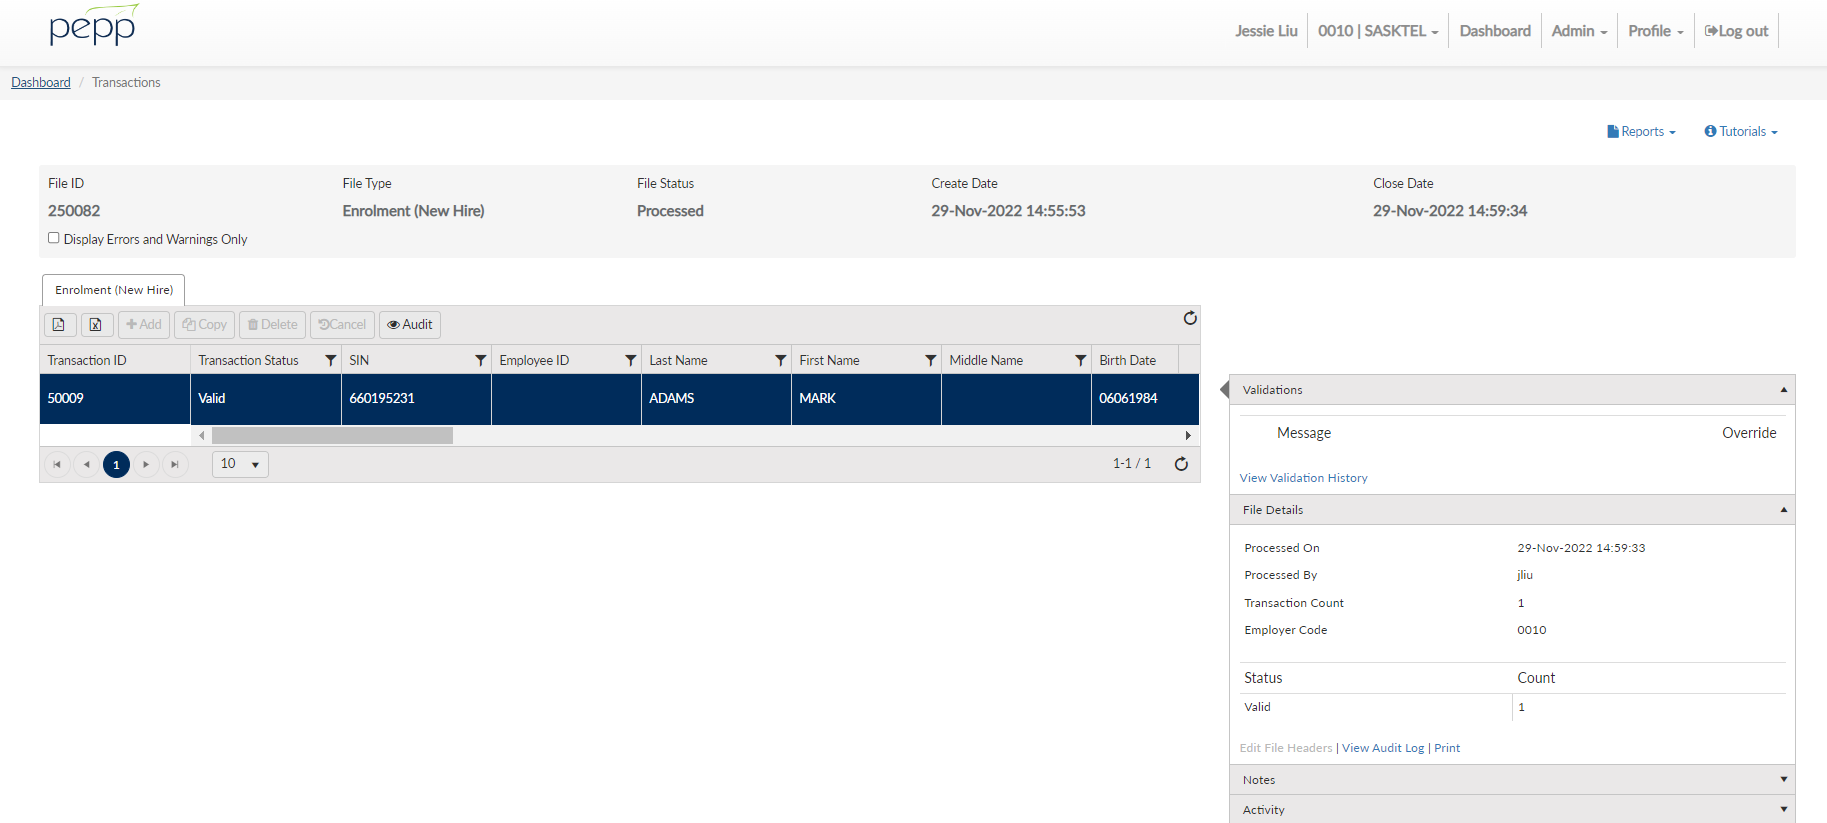 pepp
Jessie Liu 0010 | SASKTEL Dashboard Admin Profile Log out
Dashboard / Transactions
Reports Tutorials
File ID File Type File Status Create Date Close Date
250082 Enrolment (New Hire) Processed 29-Nov-2022 14:55:53 29-Nov-2022 14:59:34
Display Errors and Warnings Only
Enrolment (New Hire)
Add Copy Delete Cancel Audit
Transaction ID Transaction Status SIN Employee ID Last Name First Name Middle Name Birth Date
50009 Valid 660195231 ADAMS MARK 06061984
1 10 1-1 / 1
Validations
Message Override
View Validation History
File Details
Processed On 29-Nov-2022 14:59:33
Processed By jliu
Transaction Count 1
Employer Code 0010
Status Count
Valid 1
Edit File Headers | View Audit Log | Print
Notes
Activity